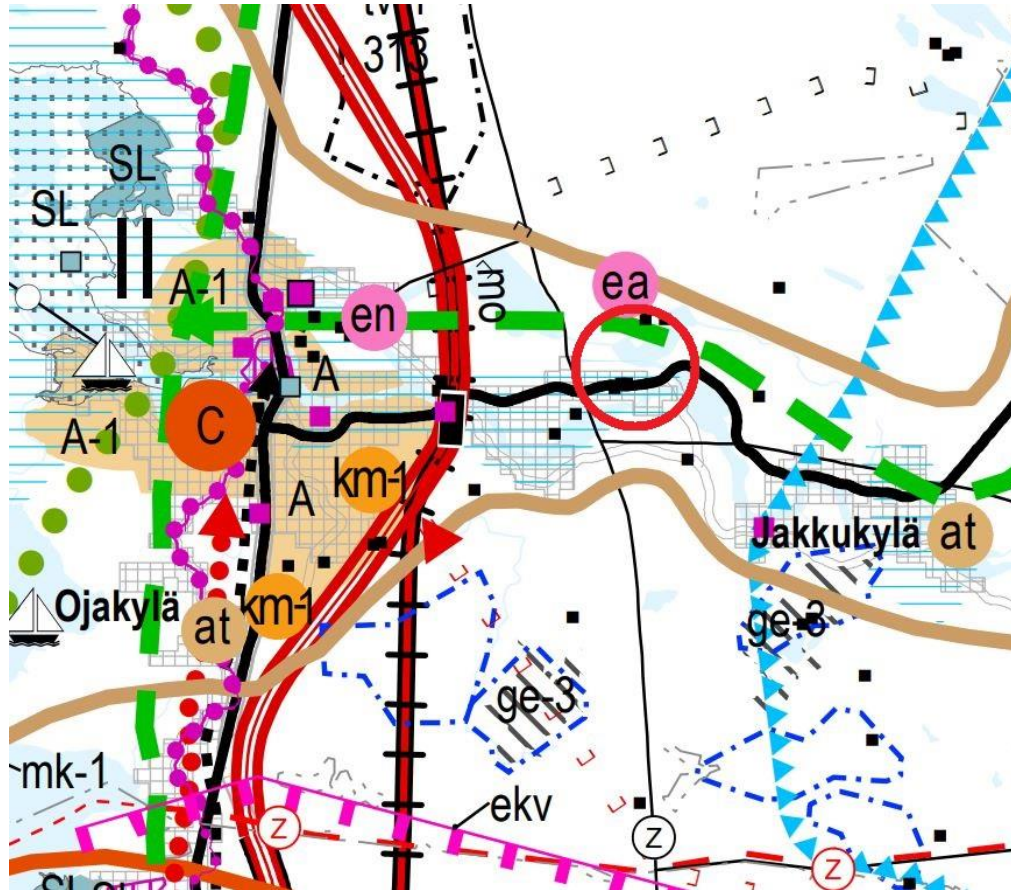 313
SL
SL
A-1
mo
ea
en
A
A-1
C
km-1
A
Jakkukylä
at
Ojakylä
at
km-1
ge-3
ge-3
mk-1
ekv
z
z
z